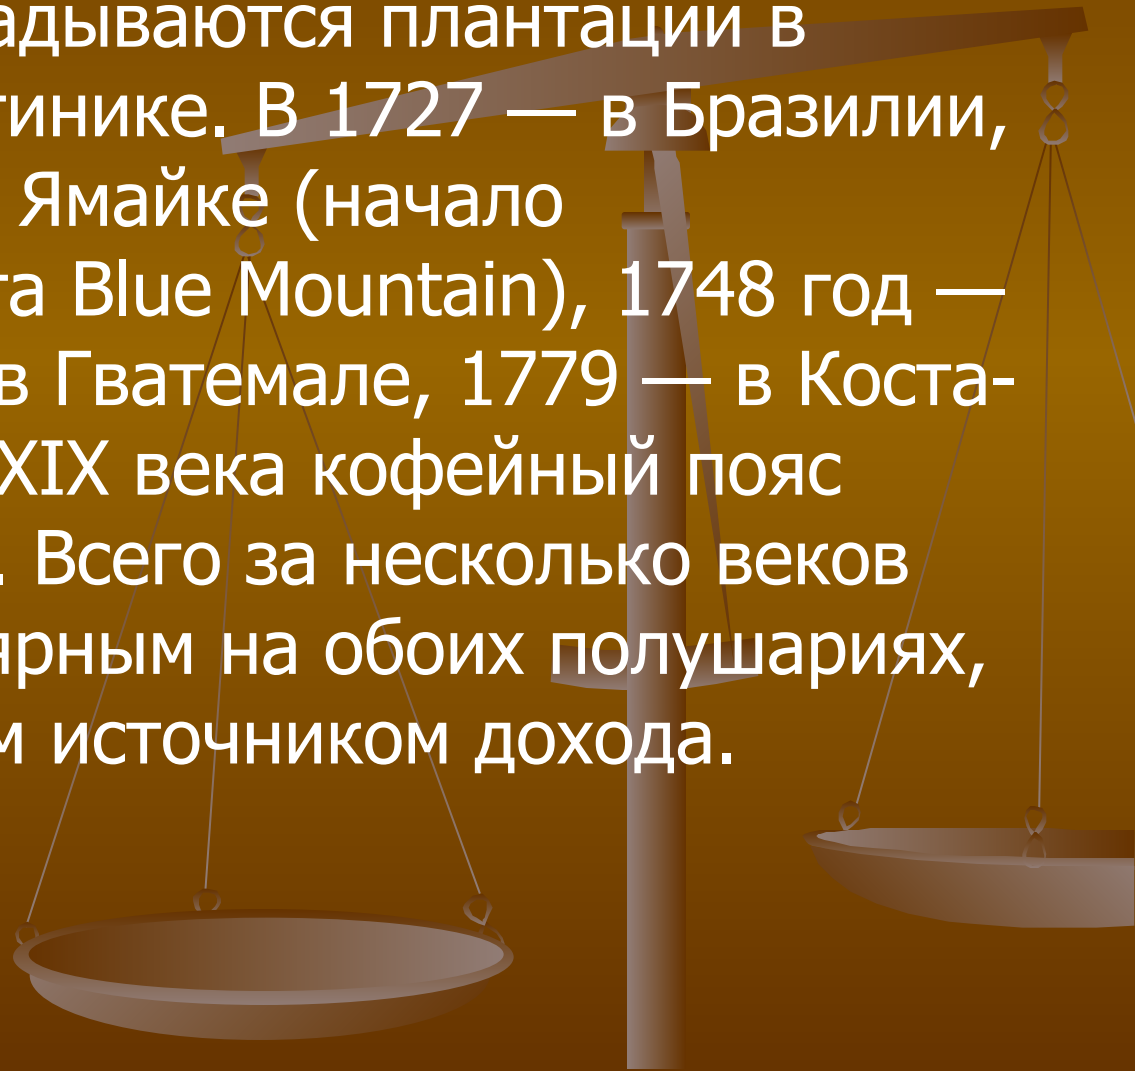 адываются плантации в
тинике. В 1727 — в Бразилии,
Ямайке (начало
та Blue Mountain), 1748 год —
в Гватемале, 1779 — в Коста-
XIX века кофейный пояс
. Всего за несколько веков
ярным на обоих полушариях,
м источником дохода.